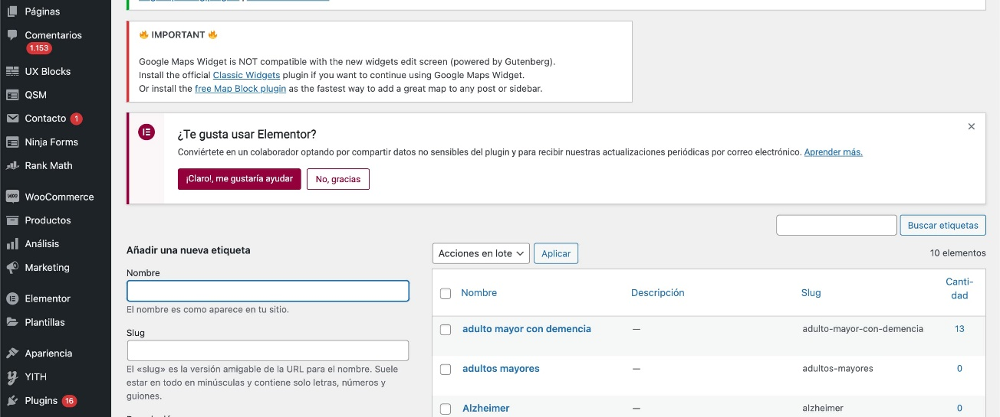 Páginas
Comentarios
1.153
UX Blocks
QSM
Contacto 1
Ninja Forms
Rank Math
WooCommerce
Productos
Análisis
Marketing
Elementor
Plantillas
Apariencia
YITH
Plugins 16
🔥 IMPORTANT 🔥
Google Maps Widget is NOT compatible with the new widgets edit screen (powered by Gutenberg).
Install the official Classic Widgets plugin if you want to continue using Google Maps Widget.
Or install the free Map Block plugin as the fastest way to add a great map to any post or sidebar.
¿Te gusta usar Elementor?
Conviértete en un colaborador optando por compartir datos no sensibles del plugin y para recibir nuestras actualizaciones periódicas por correo electrónico. Aprender más.
¡Claro!, me gustaría ayudar No, gracias
Buscar etiquetas
Añadir una nueva etiqueta
Nombre
El nombre es como aparece en tu sitio.
Slug
El «slug» es la versión amigable de la URL para el nombre. Suele
estar en todo en minúsculas y contiene solo letras, números y
guiones.
Acciones en lote Aplicar 10 elementos
Nombre Descripción Slug Canti-
dad
adulto mayor con demencia — adulto-mayor-con-demencia 13
adultos mayores — adultos-mayores 0
Alzheimer — alzheimer 0